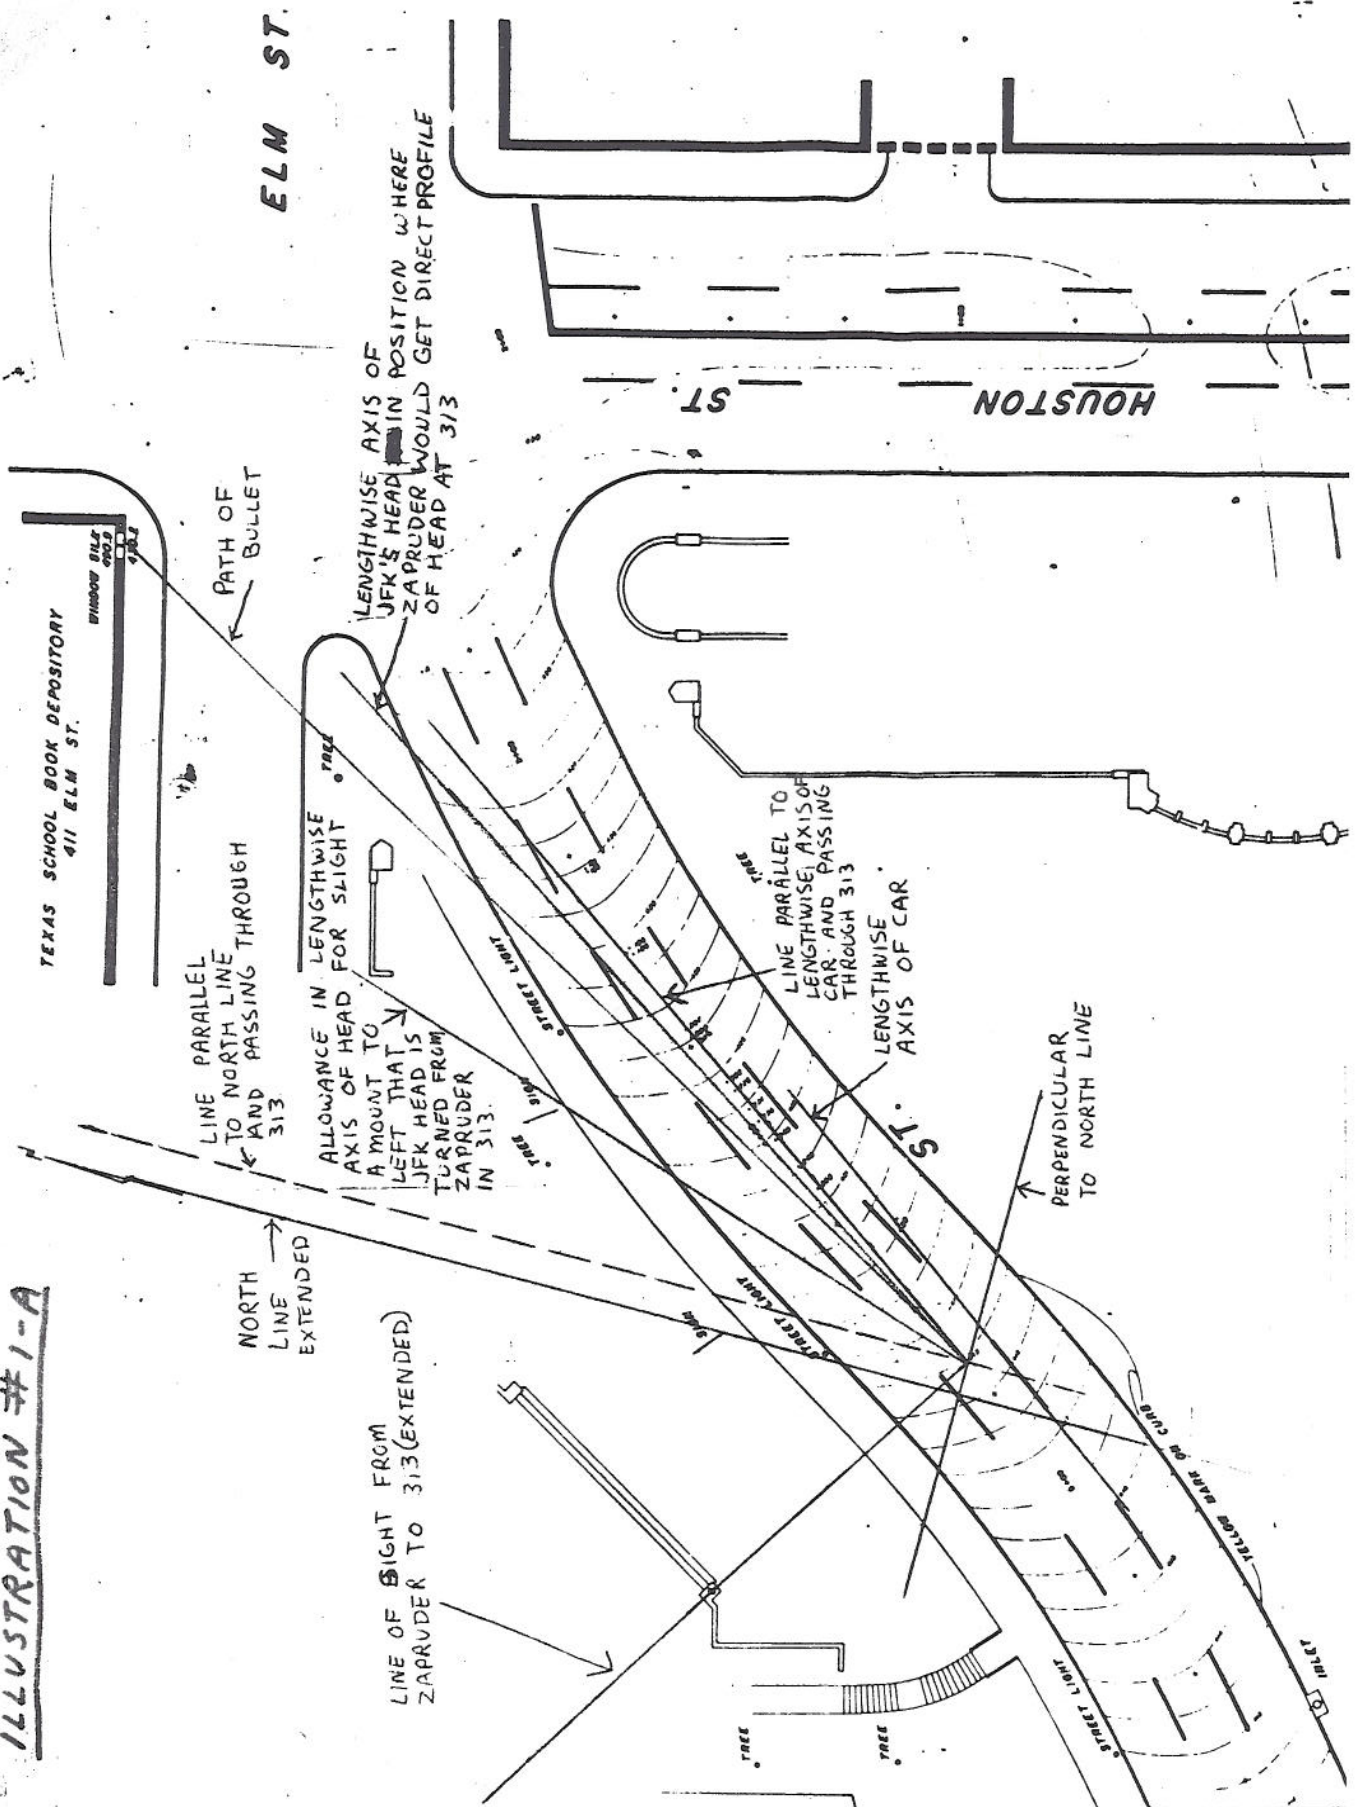 ILLUSTRATION #1-A
TEXAS SCHOOL BOOK DEPOSITORY
411 ELM ST.
WINDOW SILL
ELM ST.
PATH OF
BULLET
LENGTHWISE AXIS OF
JFK'S HEAD IN POSITION WHERE
ZAPRUDER WOULD GET DIRECT PROFILE
OF HEAD AT 313
LINE PARALLEL
TO NORTH LINE
AND PASSING THROUGH
313.
NORTH
LINE
EXTENDED
ALLOWANCE IN LENGTHWISE
AXIS OF HEAD FOR SLIGHT
AMOUNT TO
LEFT THAT
JFK HEAD IS
TURNED FROM
ZAPRUDER
IN 313.
TREE
STREET LIGHT
TREE
SIGN
HOUSTON
ST.
LINE OF SIGHT FROM
ZAPRUDER TO 313 (EXTENDED)
SIGN
STREET LIGHT
STREET LIGHT
TREE
LINE PARALLEL TO
LENGTHWISE AXIS OF
CAR AND PASSING
THROUGH 313
LENGTHWISE
AXIS OF CAR
ST.
PERPENDICULAR
TO NORTH LINE
YELLOW MARK ON CURB
TREE
TREE
STREET LIGHT
INLET